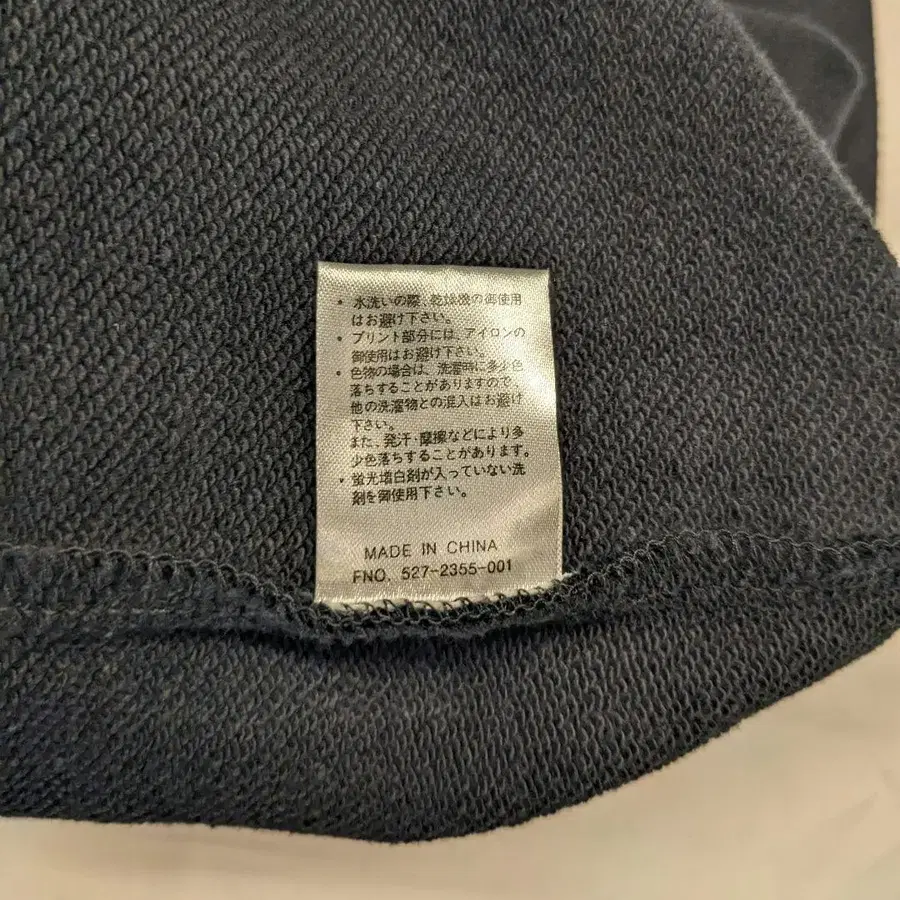 ・水洗いの際、乾燥機の御使用
はお避け下さい。
・プリント部分には、アイロンの
御使用はお避け下さい。
・色物の場合は、洗濯時に多少色
落ちすることがありますので、
他の洗濯物との混入はお避け
下さい。
また、発汗・摩擦などにより多
少色落ちすることがあります。
・蛍光増白剤が入っていない洗
剤を御使用下さい。
MADE IN CHINA
FNO. 527-2355-001